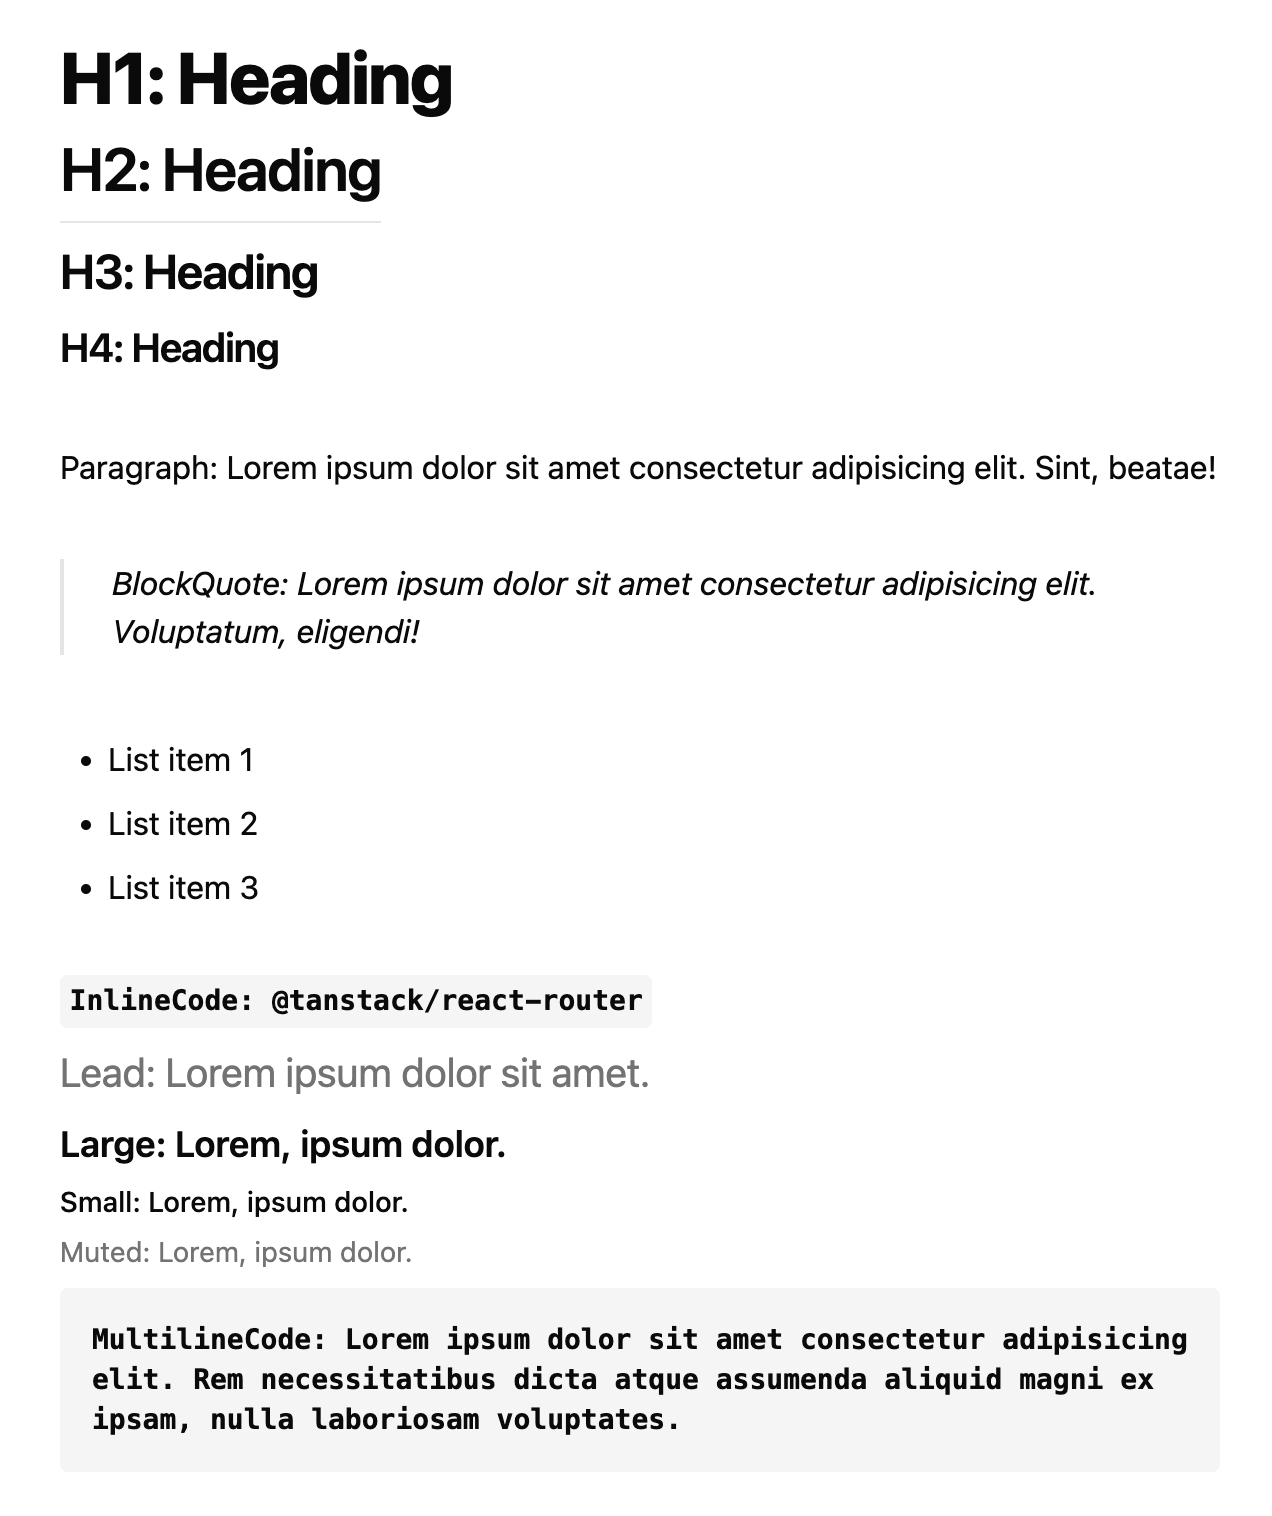 H1: Heading
H2: Heading
H3: Heading
H4: Heading
Paragraph: Lorem ipsum dolor sit amet consectetur adipisicing elit. Sint, beatae!
BlockQuote: Lorem ipsum dolor sit amet consectetur adipisicing elit.
Voluptatum, eligendi!
• List item 1
• List item 2
• List item 3
InlineCode: @tanstack/react-router
Lead: Lorem ipsum dolor sit amet.
Large: Lorem, ipsum dolor.
Small: Lorem, ipsum dolor.
Muted: Lorem, ipsum dolor.
MultilineCode: Lorem ipsum dolor sit amet consectetur adipisicing
elit. Rem necessitatibus dicta atque assumenda aliquid magni ex
ipsam, nulla laboriosam voluptates.